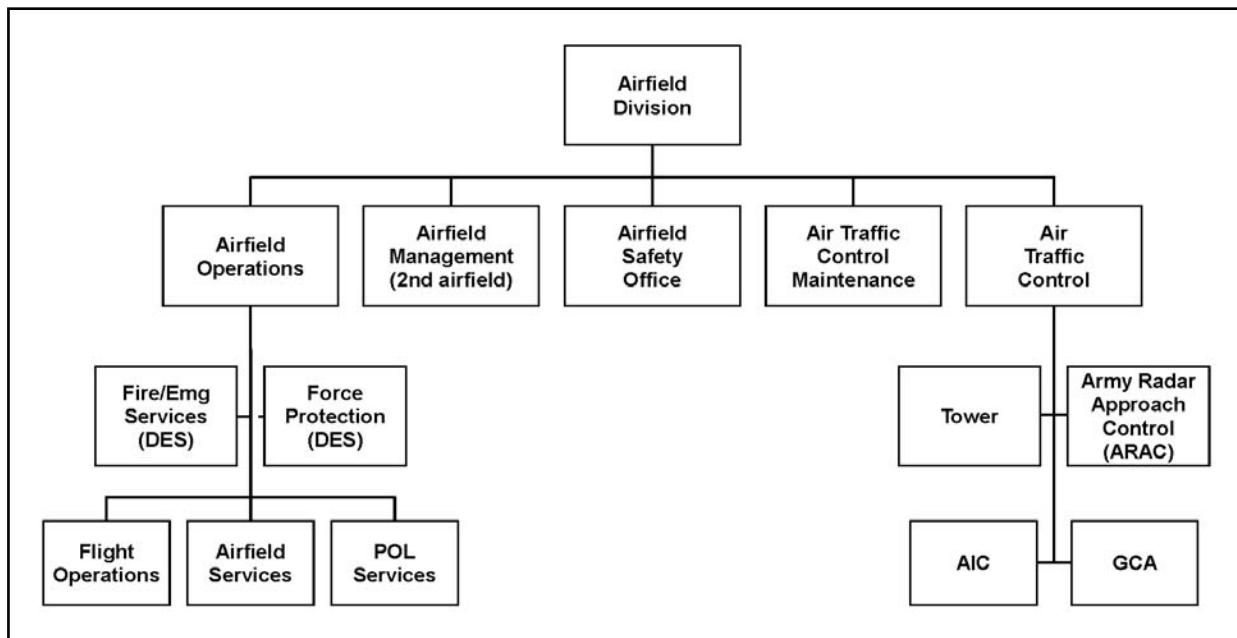 Airfield
Division
Airfield
Operations
Airfield
Management
(2nd airfield)
Airfield
Safety
Office
Air Traffic
Control
Maintenance
Air
Traffic
Control
Fire/Emg
Services
(DES)
Force
Protection
(DES)
Tower
Army Radar
Approach
Control
(ARAC)
Flight
Operations
Airfield
Services
POL
Services
AIC
GCA